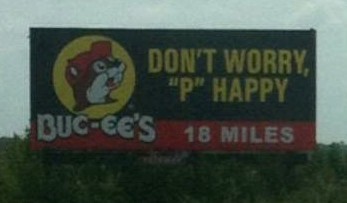 DON'T WORRY,
"P" HAPPY
BUC-EE'S
18 MILES